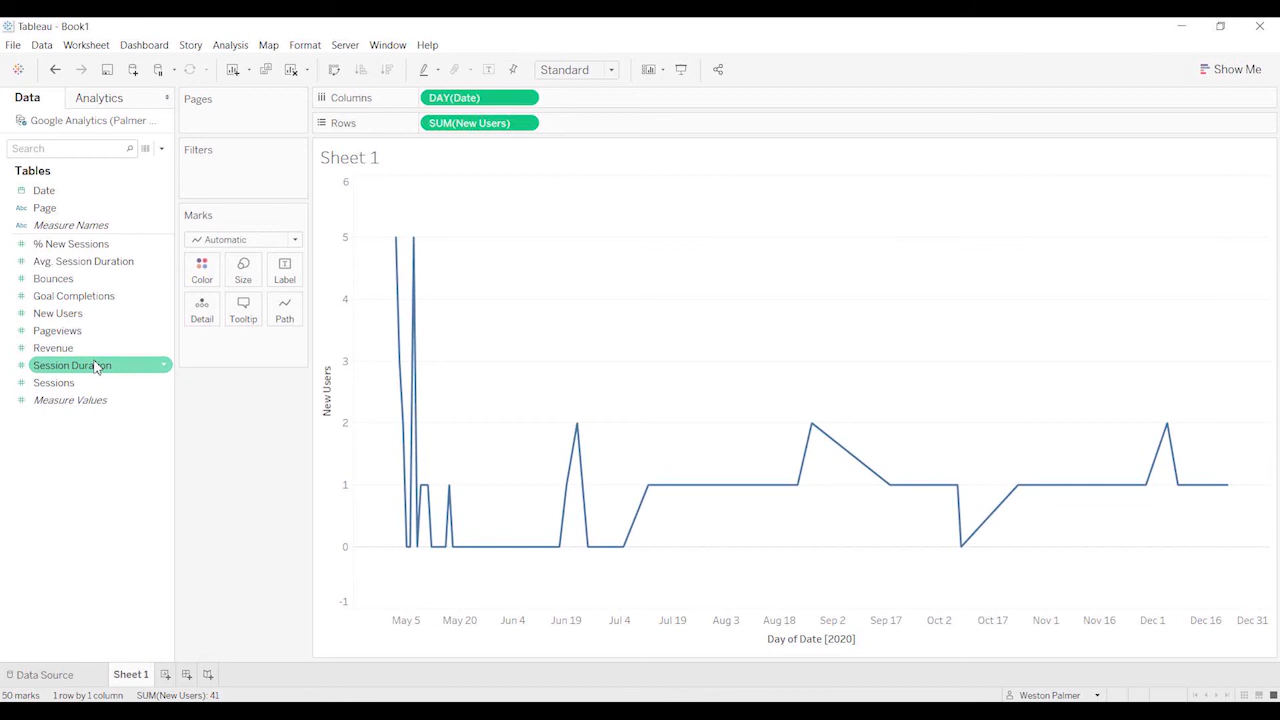 Tableau - Book1
File Data Worksheet Dashboard Story Analysis Map Format Server Window Help
Standard
Show Me
Data Analytics
Google Analytics (Palmer ...
Search
Tables
Date
Abc Page
Abc Measure Names
# % New Sessions
# Avg. Session Duration
# Bounces
# Goal Completions
# New Users
# Pageviews
# Revenue
# Session Duration
# Sessions
# Measure Values
Pages
Filters
Marks
Automatic
Color Size Label
Detail Tooltip Path
Columns DAY(Date)
Rows SUM(New Users)
Sheet 1
6
5
4
3
2
1
0
-1
New Users
May 5 May 20 Jun 4 Jun 19 Jul 4 Jul 19 Aug 3 Aug 18 Sep 2 Sep 17 Oct 2 Oct 17 Nov 1 Nov 16 Dec 1 Dec 16 Dec 31
Day of Date [2020]
Data Source Sheet 1
50 marks 1 row by 1 column SUM(New Users): 41 Weston Palmer